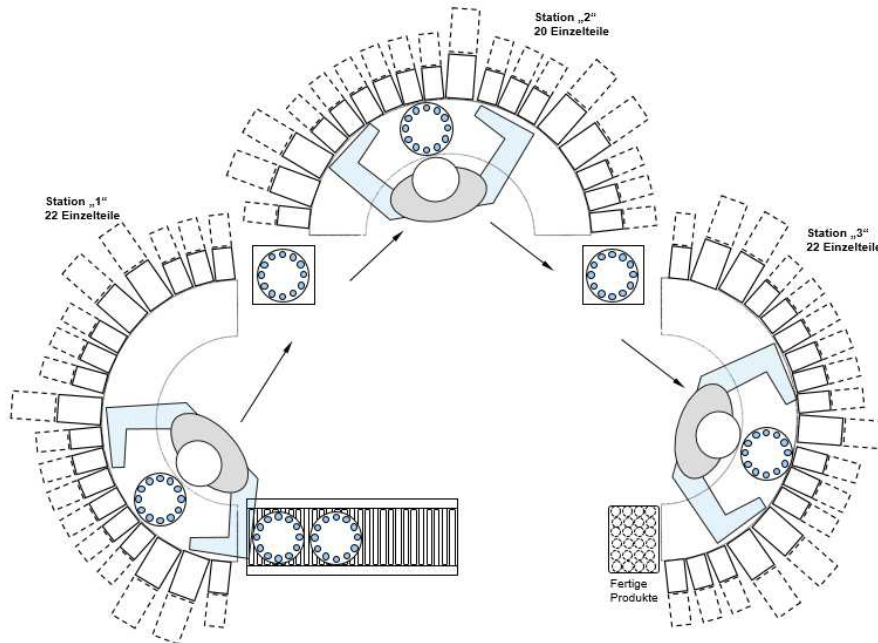 Station „2“
20 Einzelteile
Station „1“
22 Einzelteile
Station „3“
22 Einzelteile
Fertige
Produkte